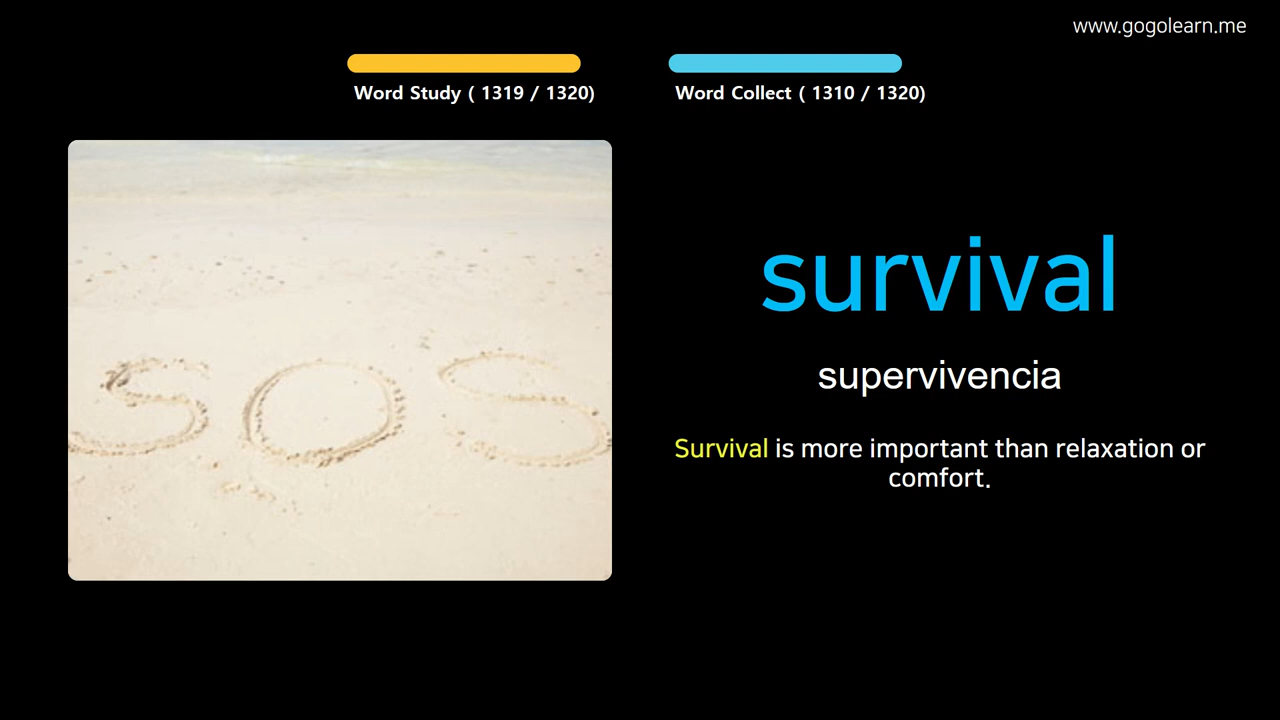 www.gogolearn.me
Word Study ( 1319 / 1320)
Word Collect ( 1310 / 1320)
SOS
survival
supervivencia
Survival is more important than relaxation or
comfort.